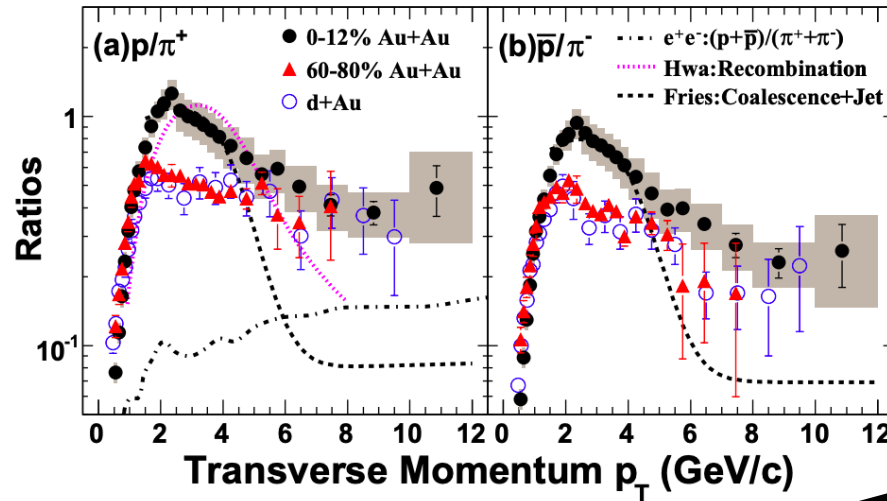 (a)p/π⁺
0-12% Au+Au
60-80% Au+Au
d+Au
(b)p̅/π⁻
e⁺e⁻:(p+p̅)/(π⁺+π⁻)
Hwa:Recombination
Fries:Coalescence+Jet
Ratios
1
10⁻¹
0 2 4 6 8 10 12 0 2 4 6 8 10 12
Transverse Momentum p_T (GeV/c)